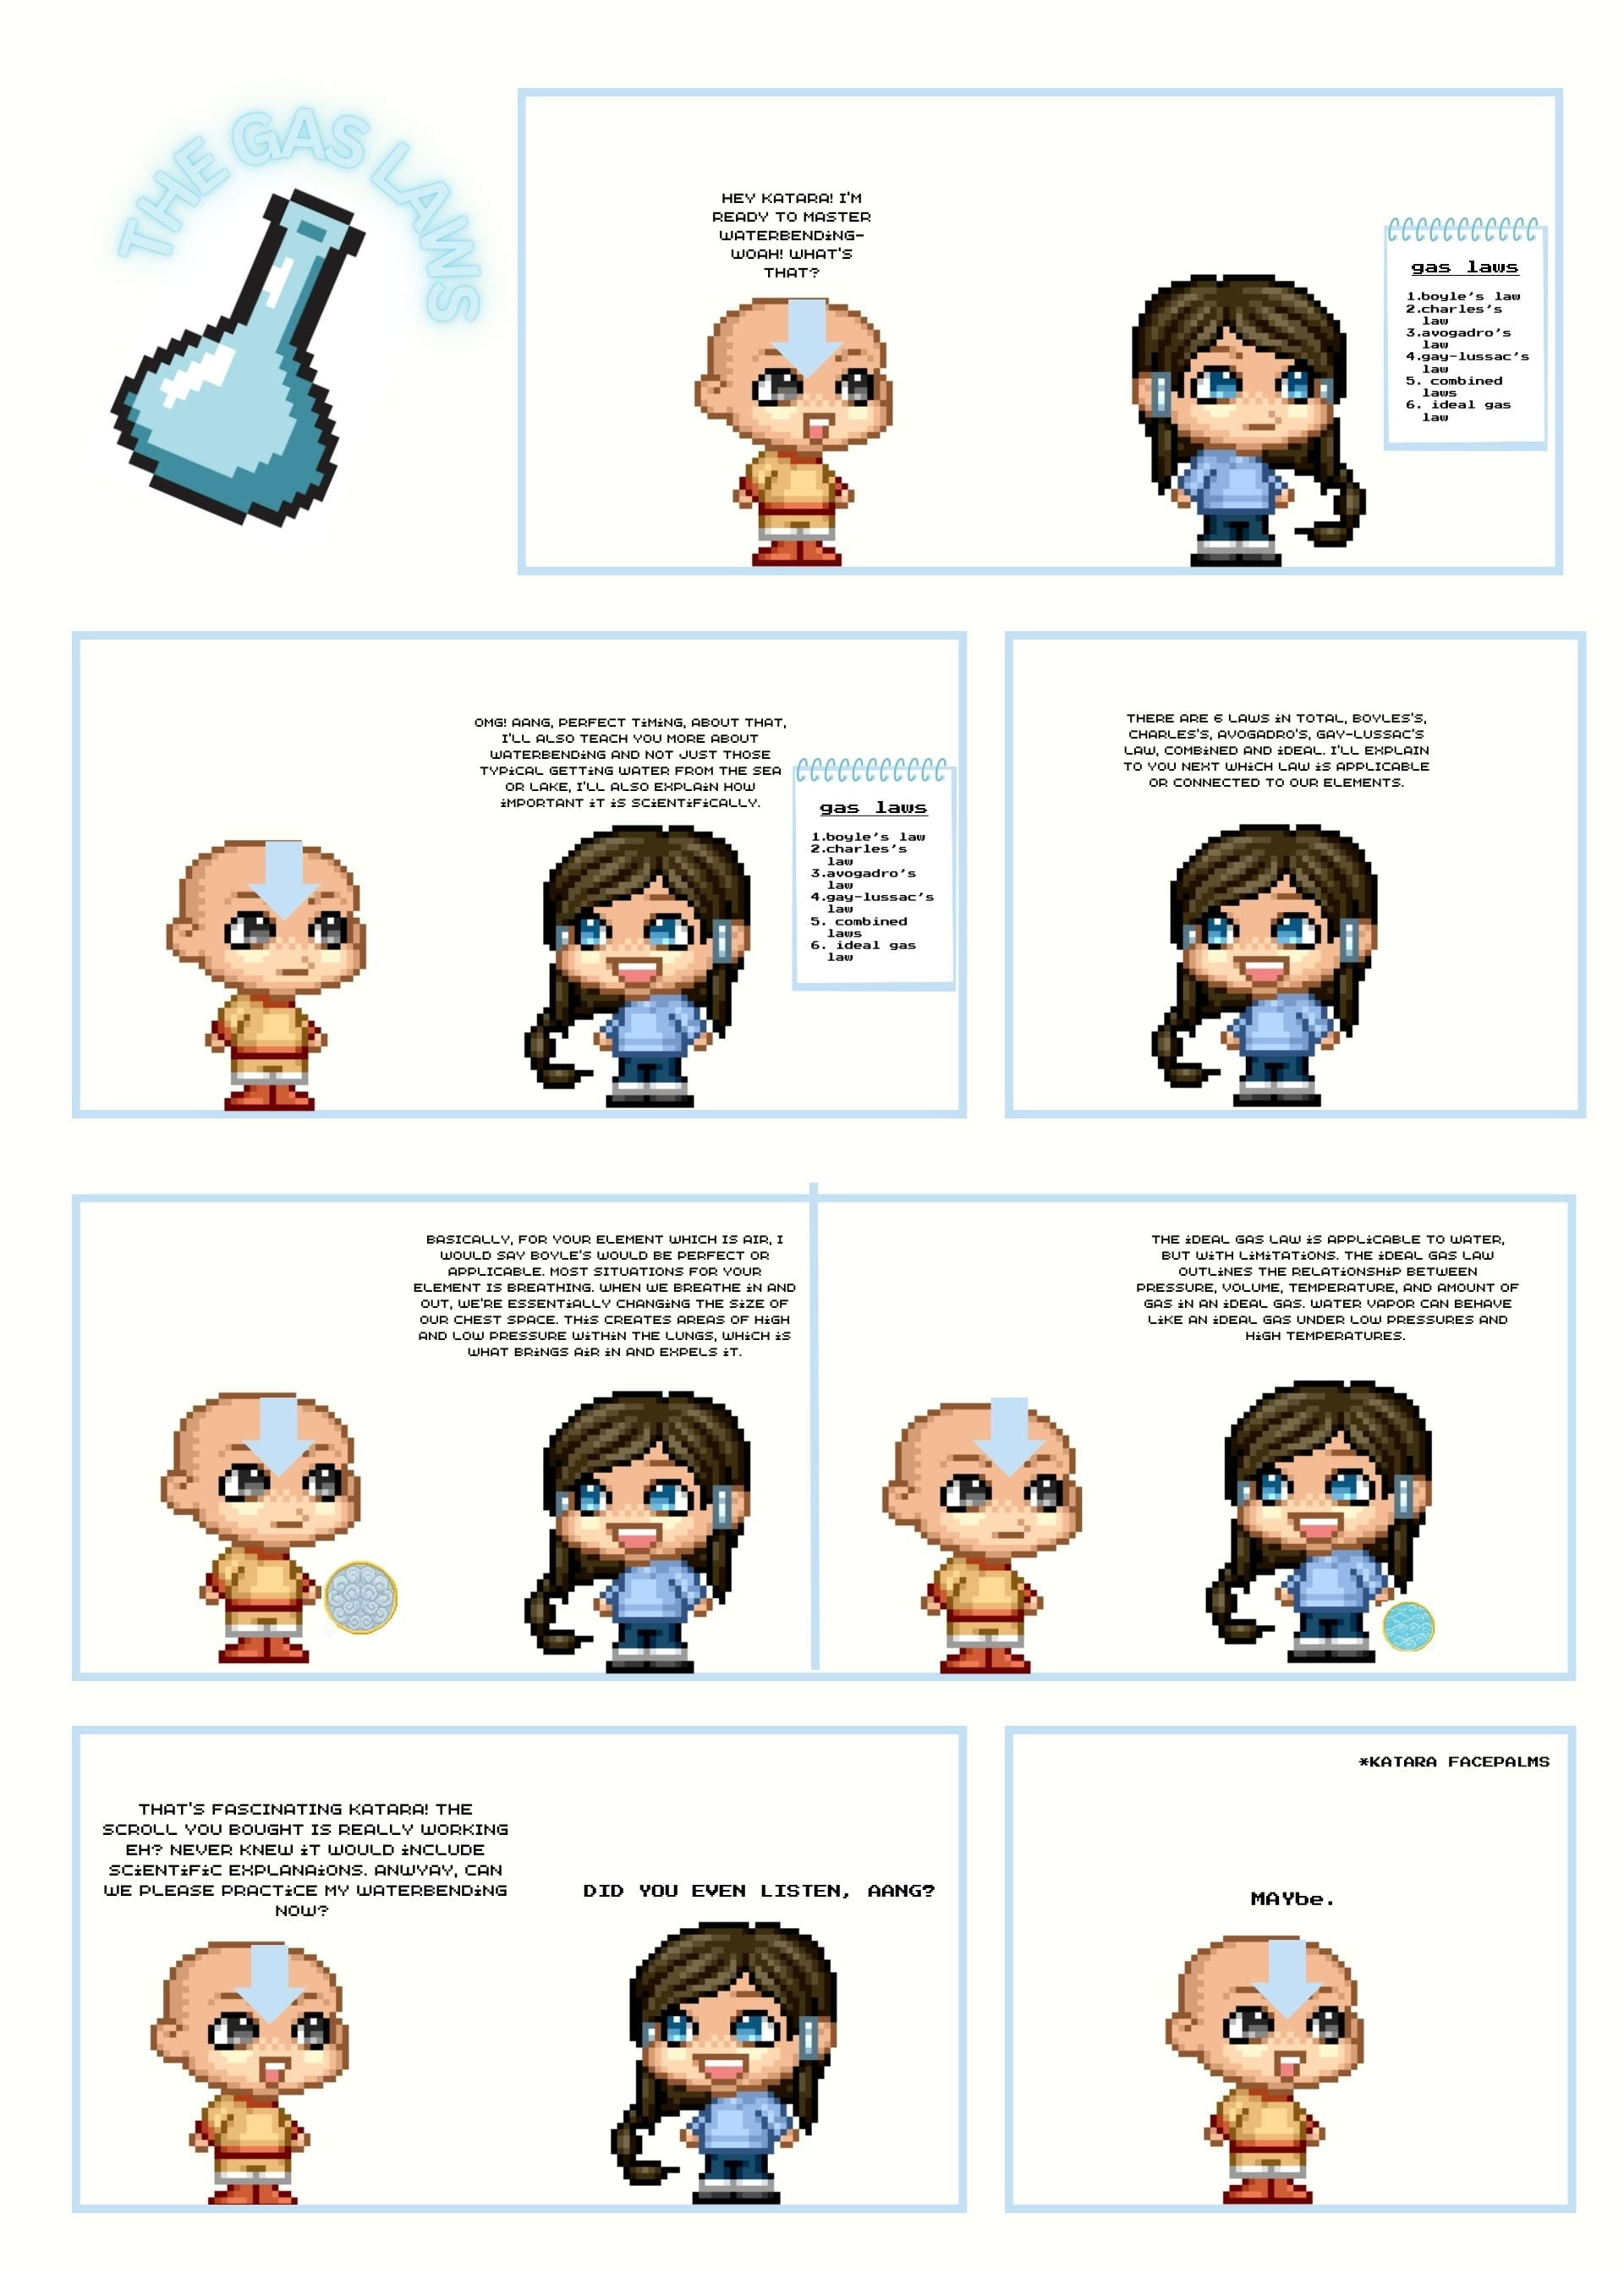 THE GAS LAWS
HEY KATARA! I'M
READY TO MASTER
WATERBENDING-
WOAH! WHAT'S
THAT?
gas laws
1.boyle's law
2.charles's
law
3.avogadro's
law
4.gay-lussac's
law
5. combined
laws
6. ideal gas
law
OMG! AANG, PERFECT TIMING, ABOUT THAT,
I'LL ALSO TEACH YOU MORE ABOUT
WATERBENDING AND NOT JUST THOSE
TYPICAL GETTING WATER FROM THE SEA
OR LAKE, I'LL ALSO EXPLAIN HOW
IMPORTANT IT IS SCIENTIFICALLY.
gas laws
1.boyle's law
2.charles's
law
3.avogadro's
law
4.gay-lussac's
law
5. combined
laws
6. ideal gas
law
THERE ARE 6 LAWS IN TOTAL, BOYLES'S,
CHARLES'S, AVOGADRO'S, GAY-LUSSAC'S
LAW, COMBINED AND IDEAL. I'LL EXPLAIN
TO YOU NEXT WHICH LAW IS APPLICABLE
OR CONNECTED TO OUR ELEMENTS.
BASICALLY, FOR YOUR ELEMENT WHICH IS AIR, I
WOULD SAY BOYLE'S WOULD BE PERFECT OR
APPLICABLE. MOST SITUATIONS FOR YOUR
ELEMENT IS BREATHING. WHEN WE BREATHE IN AND
OUT, WE'RE ESSENTIALLY CHANGING THE SIZE OF
OUR CHEST SPACE. THIS CREATES AREAS OF HIGH
AND LOW PRESSURE WITHIN THE LUNGS, WHICH IS
WHAT BRINGS AIR IN AND EXPELS IT.
THE IDEAL GAS LAW IS APPLICABLE TO WATER,
BUT WITH LIMITATIONS. THE IDEAL GAS LAW
OUTLINES THE RELATIONSHIP BETWEEN
PRESSURE, VOLUME, TEMPERATURE, AND AMOUNT OF
GAS IN AN IDEAL GAS. WATER VAPOR CAN BEHAVE
LIKE AN IDEAL GAS UNDER LOW PRESSURES AND
HIGH TEMPERATURES.
THAT'S FASCINATING KATARA! THE
SCROLL YOU BOUGHT IS REALLY WORKING
EH? NEVER KNEW IT WOULD INCLUDE
SCIENTIFIC EXPLANAIONS. ANWYAY, CAN
WE PLEASE PRACTICE MY WATERBENDING
NOW?
DID YOU EVEN LISTEN, AANG?
*KATARA FACEPALMS
MAYbe.